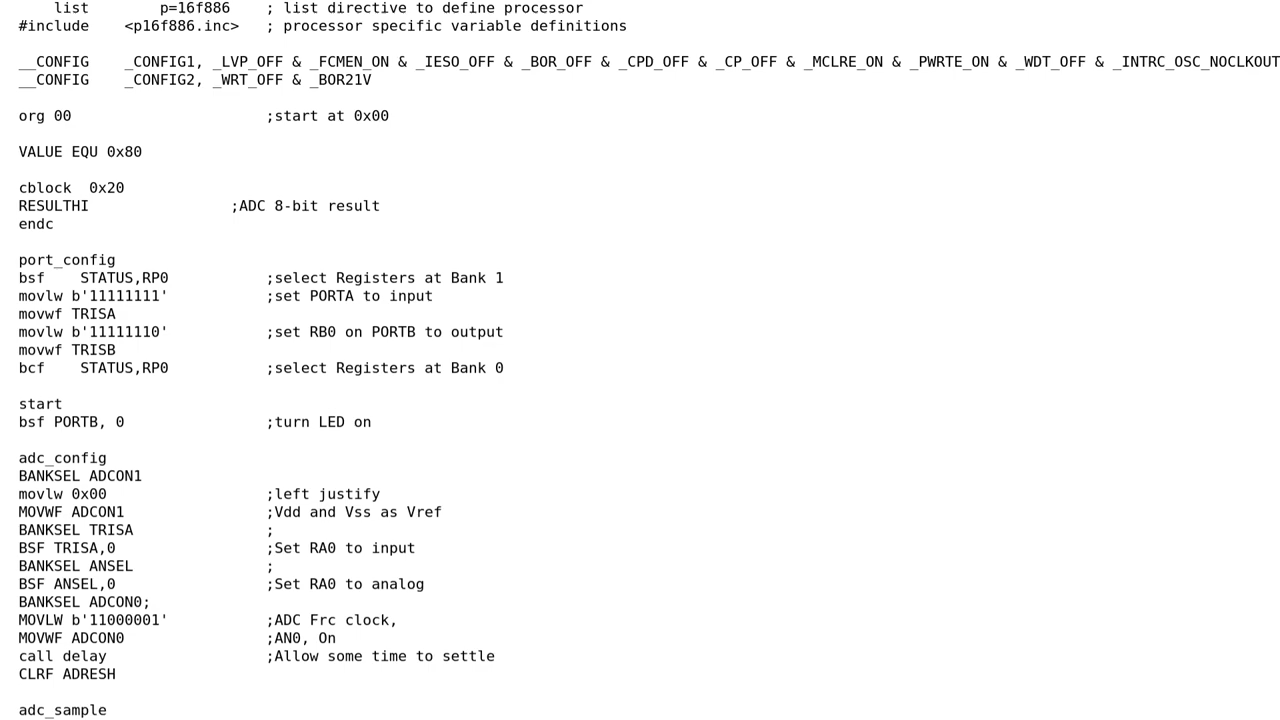 list        p=16f886    ; list directive to define processor
#include    <p16f886.inc>   ; processor specific variable definitions
__CONFIG    _CONFIG1, _LVP_OFF & _FCMEN_ON & _IESO_OFF & _BOR_OFF & _CPD_OFF & _CP_OFF & _MCLRE_ON & _PWRTE_ON & _WDT_OFF & _INTRC_OSC_NOCLKOUT
__CONFIG    _CONFIG2, _WRT_OFF & _BOR21V
org 00                      ;start at 0x00
VALUE EQU 0x80
cblock  0x20
RESULTHI                ;ADC 8-bit result
endc
port_config
bsf    STATUS,RP0           ;select Registers at Bank 1
movlw b'11111111'           ;set PORTA to input
movwf TRISA
movlw b'11111110'           ;set RB0 on PORTB to output
movwf TRISB
bcf    STATUS,RP0           ;select Registers at Bank 0
start
bsf PORTB, 0                ;turn LED on
adc_config
BANKSEL ADCON1
movlw 0x00                  ;left justify
MOVWF ADCON1                ;Vdd and Vss as Vref
BANKSEL TRISA               ;
BSF TRISA,0                 ;Set RA0 to input
BANKSEL ANSEL               ;
BSF ANSEL,0                 ;Set RA0 to analog
BANKSEL ADCON0;
MOVLW b'11000001'           ;ADC Frc clock,
MOVWF ADCON0                ;AN0, On
call delay                  ;Allow some time to settle
CLRF ADRESH
adc_sample